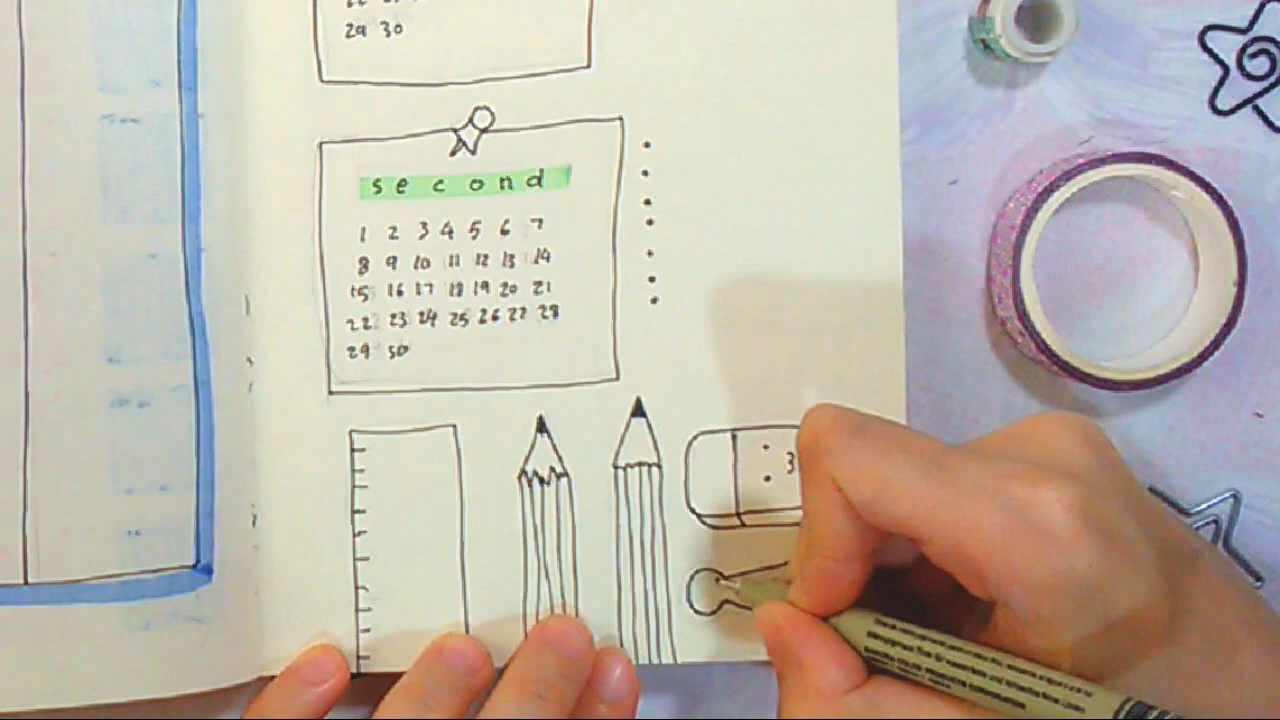 29 30
second
1 2 3 4 5 6 7
8 9 10 11 12 13 14
15 16 17 18 19 20 21
22 23 24 25 26 27 28
29 30
3